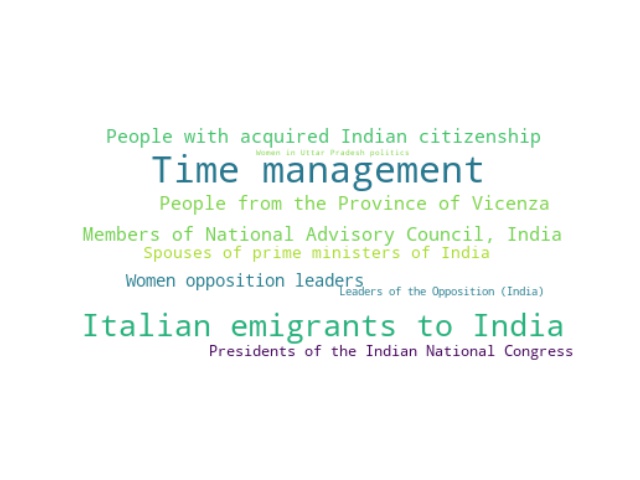 People with acquired Indian citizenship
Women in Uttar Pradesh politics
Time management
People from the Province of Vicenza
Members of National Advisory Council, India
Spouses of prime ministers of India
Women opposition leaders
Leaders of the Opposition (India)
Italian emigrants to India
Presidents of the Indian National Congress